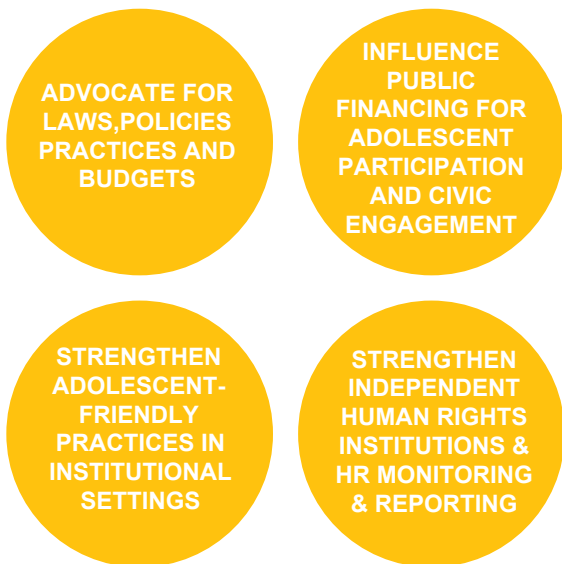 ADVOCATE FOR
LAWS,POLICIES
PRACTICES AND
BUDGETS
INFLUENCE
PUBLIC
FINANCING FOR
ADOLESCENT
PARTICIPATION
AND CIVIC
ENGAGEMENT
STRENGTHEN
ADOLESCENT-
FRIENDLY
PRACTICES IN
INSTITUTIONAL
SETTINGS
STRENGTHEN
INDEPENDENT
HUMAN RIGHTS
INSTITUTIONS &
HR MONITORING
& REPORTING